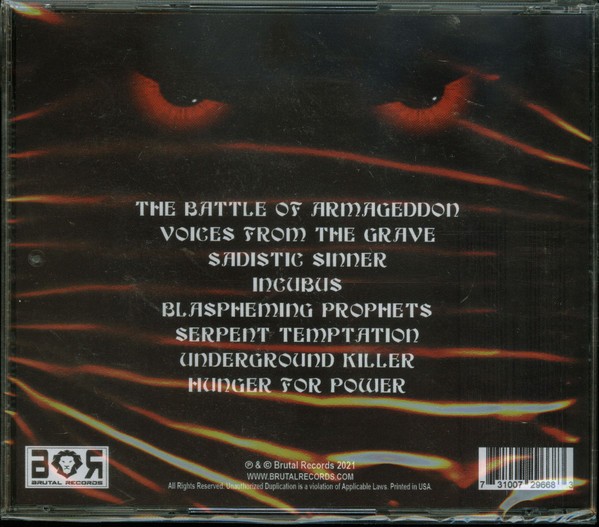 THE BATTLE OF ARMAGEDDON
VOICES FROM THE GRAVE
SADISTIC SINNER
INCUBUS
BLASPHEMING PROPHETS
SERPENT TEMPTATION
UNDERGROUND KILLER
HUNGER FOR POWER
BR
BRUTAL RECORDS
℗ & © Brutal Records 2021
WWW.BRUTALRECORDS.COM
All Rights Reserved. Unauthorized Duplication is a violation of Applicable Laws. Printed in USA.
7 31007 29668 3